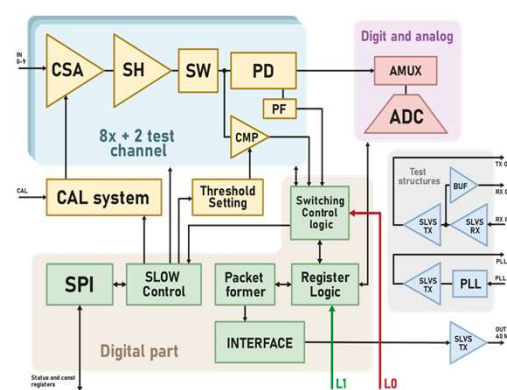 IN
0-9
CSA
SH
SW
PD
PF
CMP
8x + 2 test
channel
Digit and analog
AMUX
ADC
CAL
CAL system
Threshold
Setting
Switching
Control
logic
Test
structures
BUF
SLVS
TX
SLVS
RX
TX O
RX O
RX I
PLL
PLL
SLVS
TX
PLL
SPI
SLOW
Control
Packet
former
Register
Logic
INTERFACE
Digital part
SLVS
TX
OUT
Status and const
registers
L1
L0